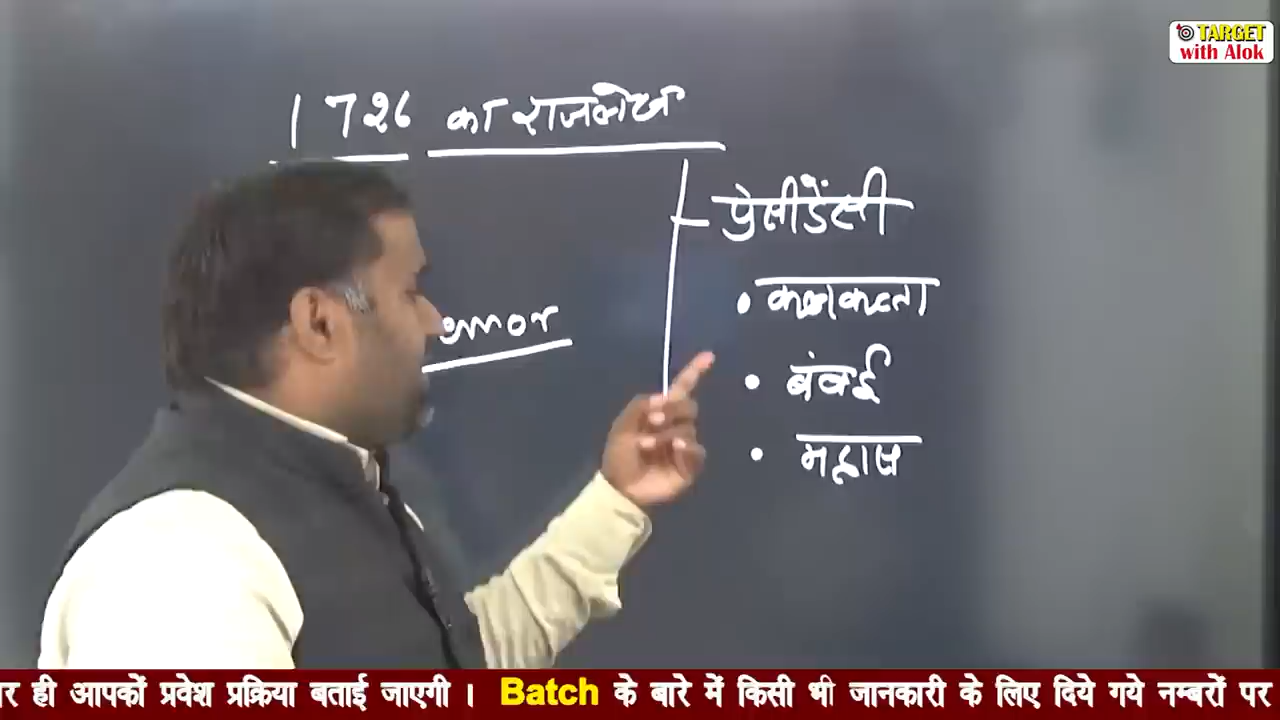 TARGET
with Alok
1726 का राजलेख
प्रेसीडेंसी
• कलकत्ता
• बंबई
• मद्रास
र ही आपकों प्रवेश प्रक्रिया बताई जाएगी । Batch के बारे में किसी भी जानकारी के लिए दिये गये नम्बरों पर